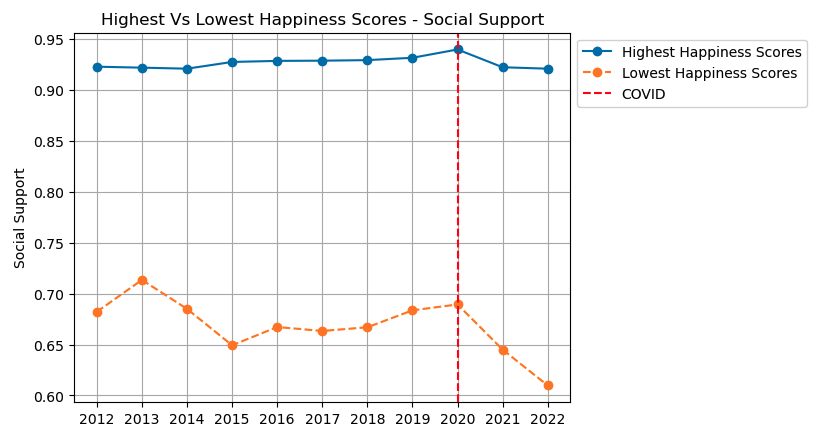 Highest Vs Lowest Happiness Scores - Social Support
0.95
0.90
0.85
0.80
0.75
0.70
0.65
0.60
Social Support
2012 2013 2014 2015 2016 2017 2018 2019 2020 2021 2022
Highest Happiness Scores
Lowest Happiness Scores
COVID